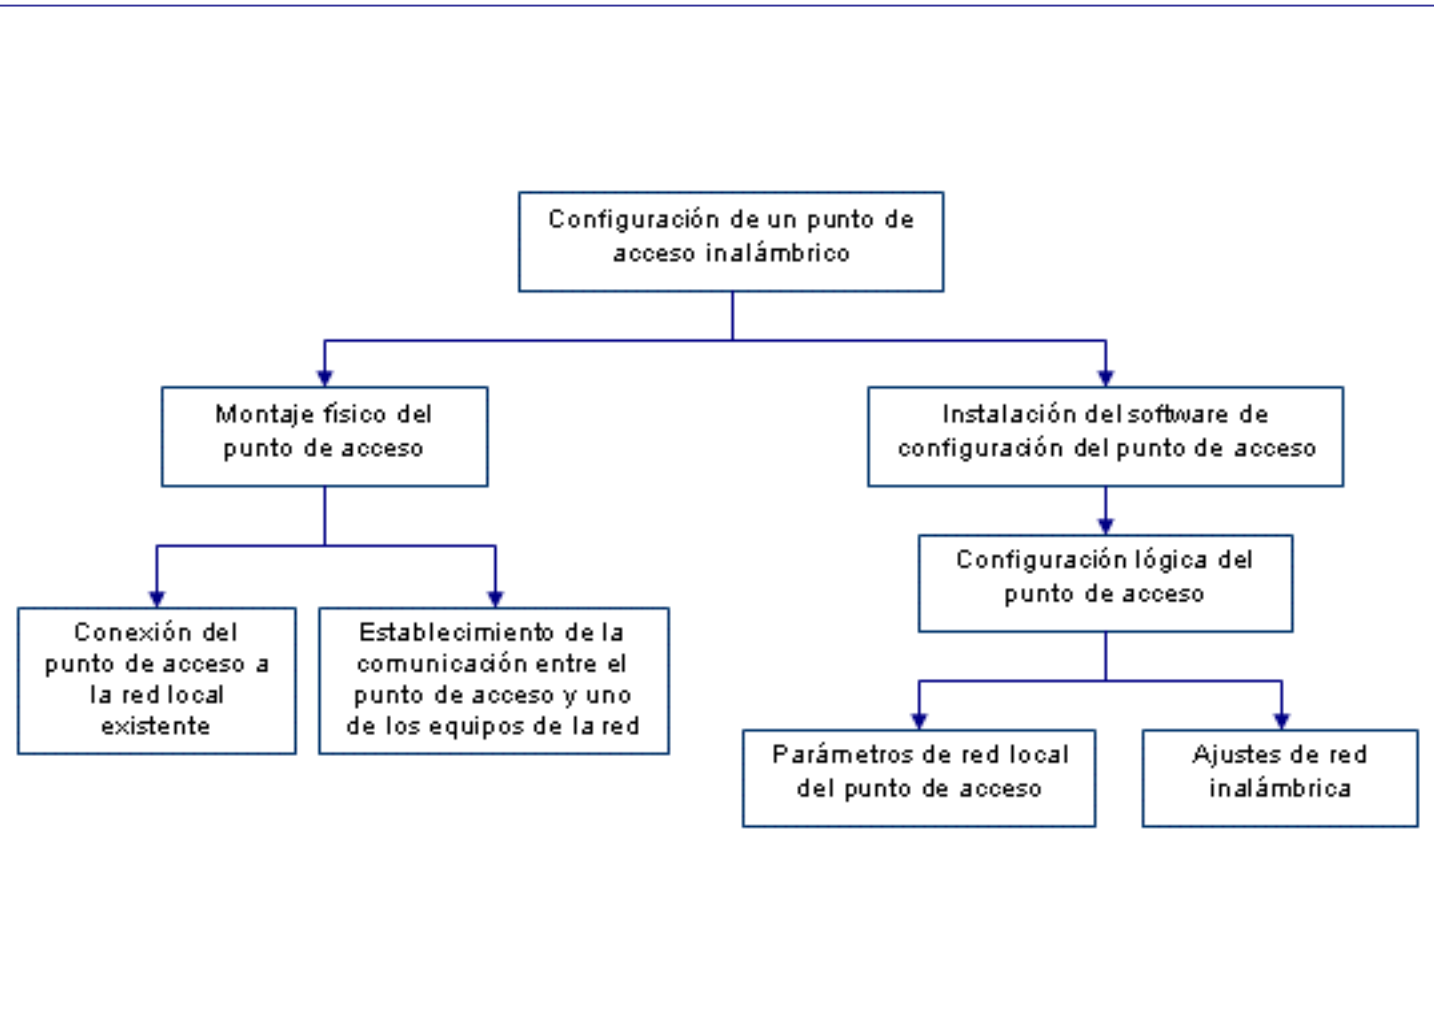 Configuración de un punto de
acceso inalámbrico
Montaje físico del
punto de acceso
Instalación del software de
configuración del punto de acceso
Configuración lógica del
punto de acceso
Conexión del
punto de acceso a
la red local
existente
Establecimiento de la
comunicación entre el
punto de acceso y uno
de los equipos de la red
Parámetros de red local
del punto de acceso
Ajustes de red
inalámbrica